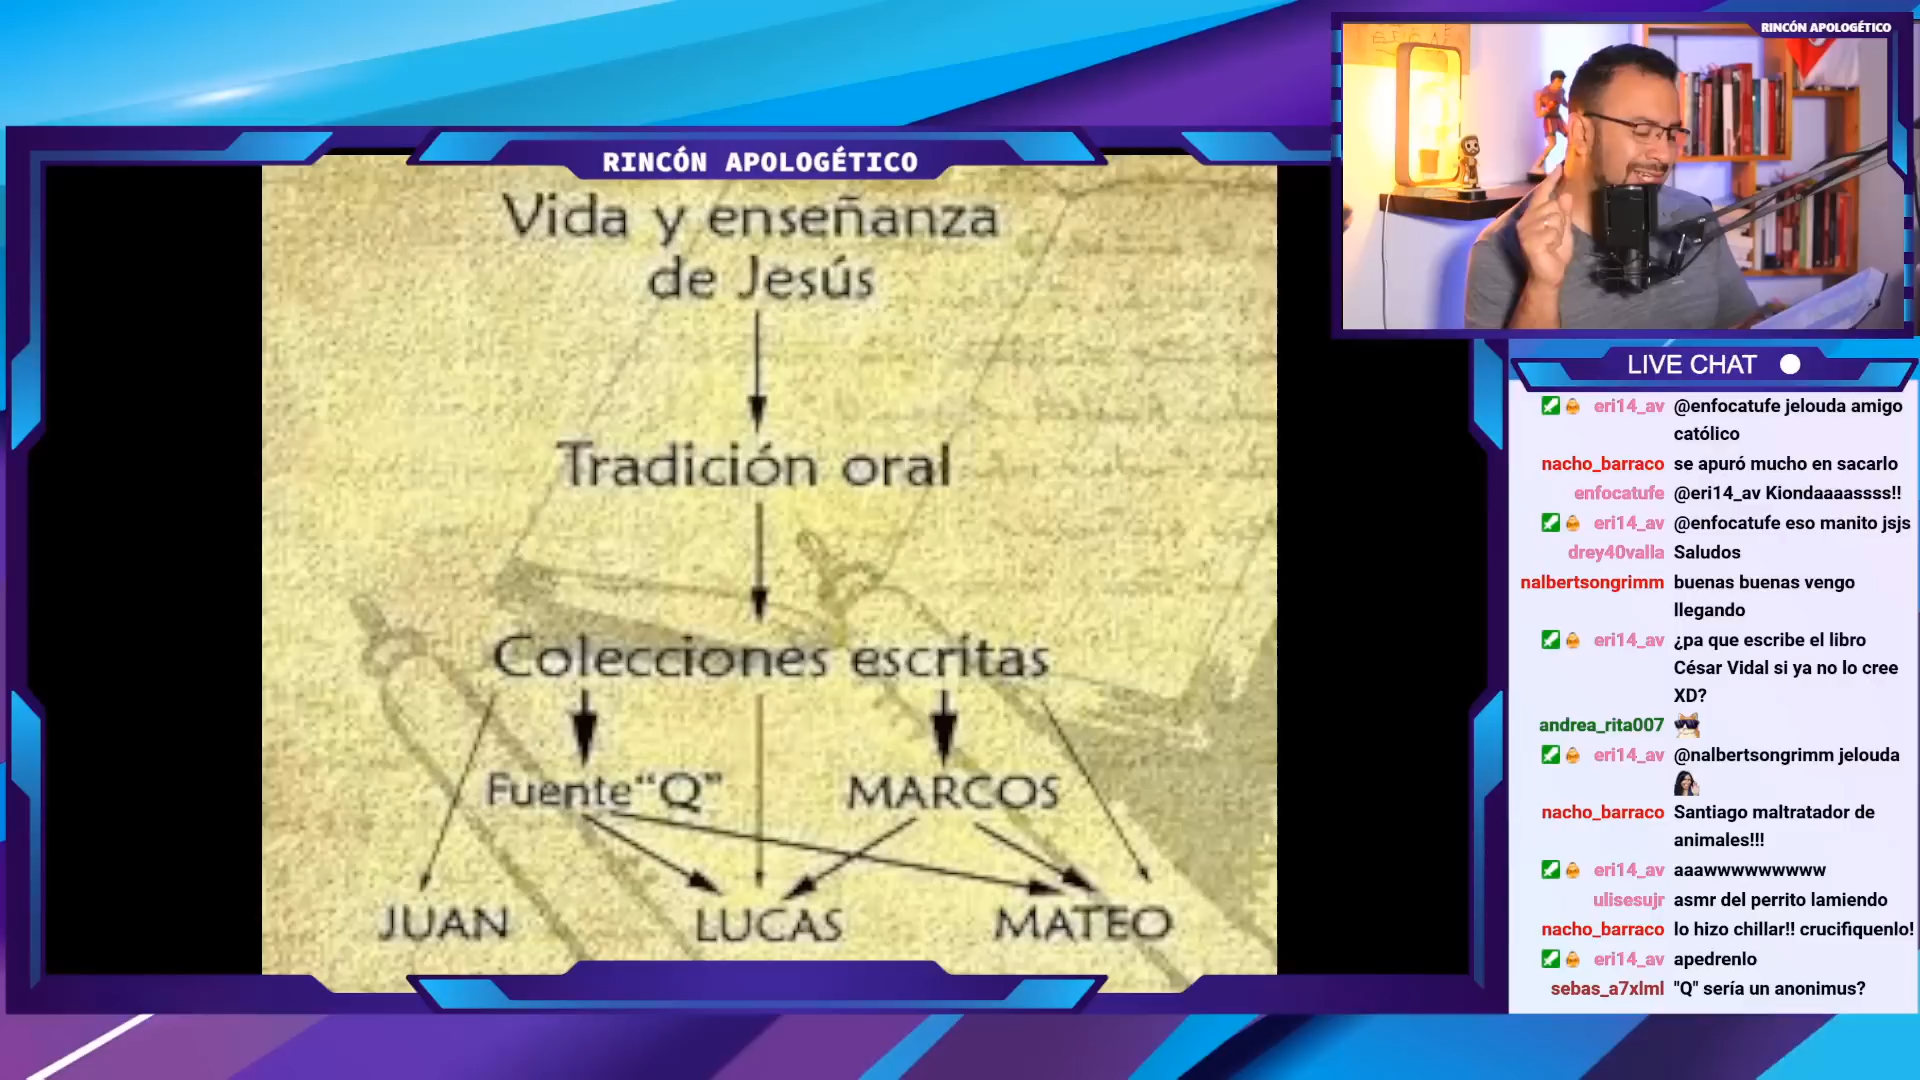 RINCÓN APOLOGÉTICO
RINCÓN APOLOGÉTICO
Vida y enseñanza
de Jesús
Tradición oral
Colecciones escritas
Fuente “Q”
MARCOS
JUAN
LUCAS
MATEO
LIVE CHAT
eri14_av @enfocatufe jelouda amigo
católico
nacho_barraco se apuró mucho en sacarlo
enfocatufe @eri14_av Kiondaaaassss!!
eri14_av @enfocatufe eso manito jsjs
drey40valla Saludos
nalbertsongrimm buenas buenas vengo
llegando
eri14_av ¿pa que escribe el libro
César Vidal si ya no lo cree
XD?
andrea_rita007
eri14_av @nalbertsongrimm jelouda
nacho_barraco Santiago maltratador de
animales!!!
eri14_av aaawwwwwwwww
ulisesujr asmr del perrito lamiendo
nacho_barraco lo hizo chillar!! crucifiquenlo!
eri14_av apedrenlo
sebas_a7xlml "Q" sería un anonimus?